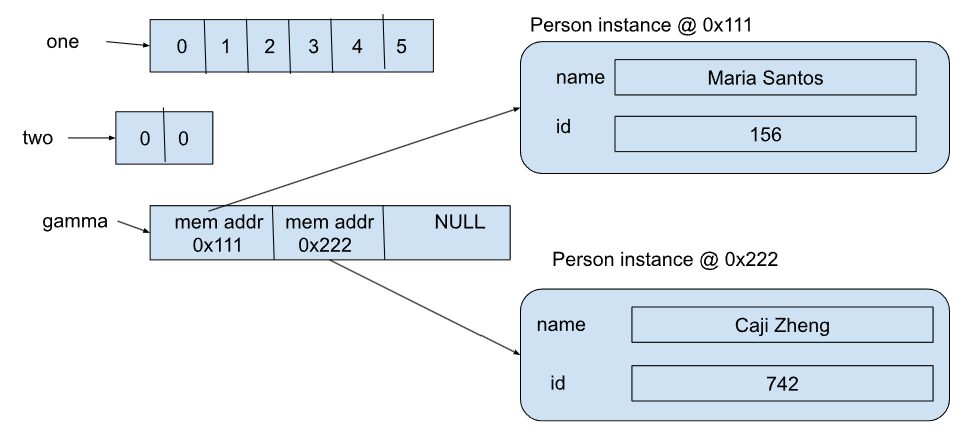 Person instance @ 0x111
one
0 1 2 3 4 5
name
Maria Santos
id
156
two
0 0
gamma
mem addr
0x111
mem addr
0x222
NULL
Person instance @ 0x222
name
Caji Zheng
id
742